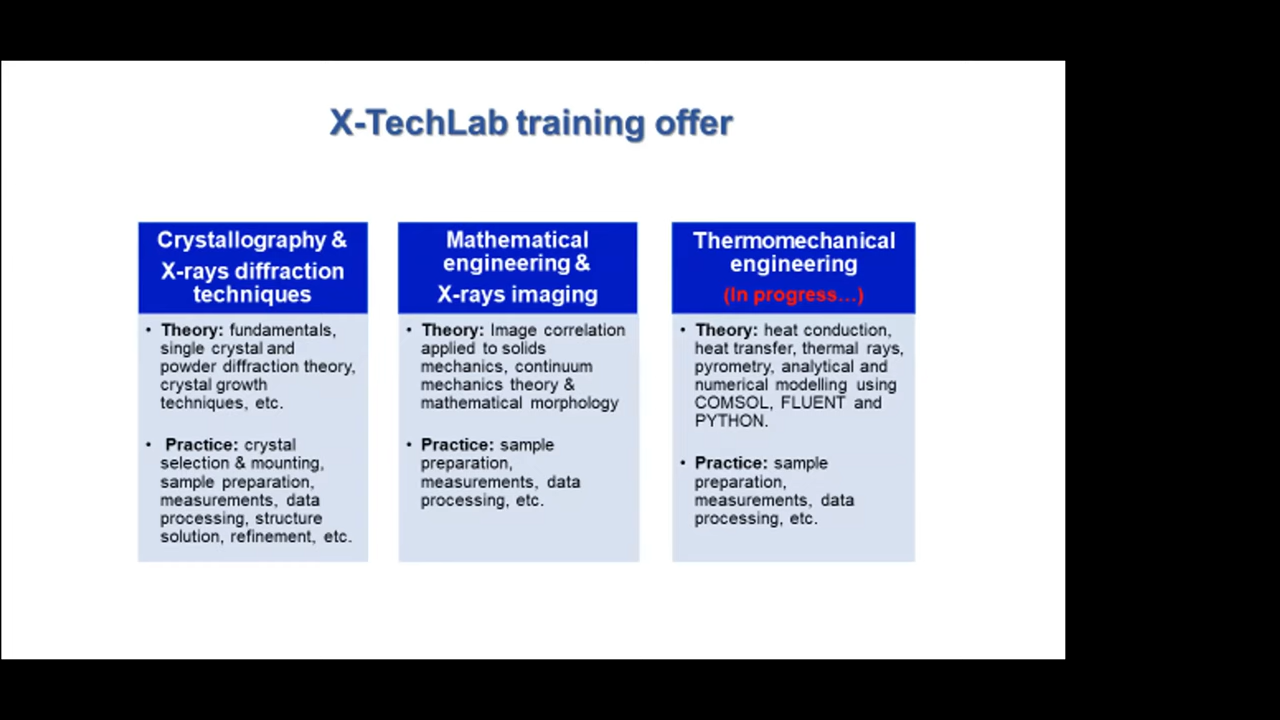 X-TechLab training offer
Crystallography &
X-rays diffraction
techniques
• Theory: fundamentals,
single crystal and
powder diffraction theory,
crystal growth
techniques, etc.
• Practice: crystal
selection & mounting,
sample preparation,
measurements, data
processing, structure
solution, refinement, etc.
Mathematical
engineering &
X-rays imaging
• Theory: Image correlation
applied to solids
mechanics, continuum
mechanics theory &
mathematical morphology
• Practice: sample
preparation,
measurements, data
processing, etc.
Thermomechanical
engineering
(In progress...)
• Theory: heat conduction,
heat transfer, thermal rays,
pyrometry, analytical and
numerical modelling using
COMSOL, FLUENT and
PYTHON.
• Practice: sample
preparation,
measurements, data
processing, etc.